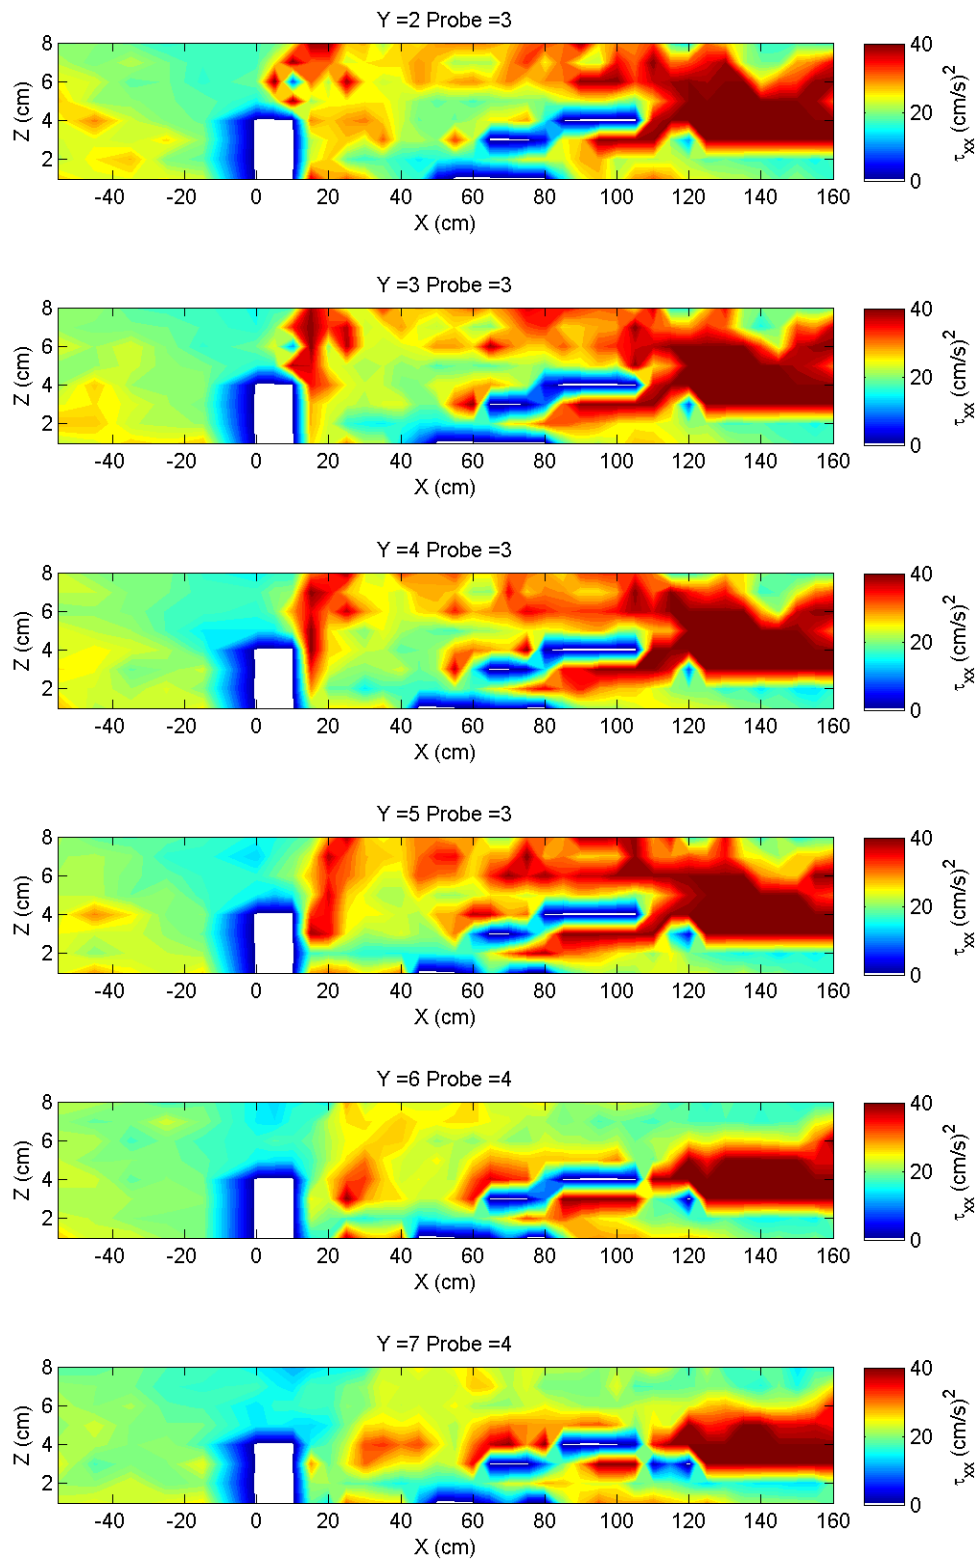 Y =2 Probe =3
8
6
4
2
Z (cm)
-40 -20 0 20 40 60 80 100 120 140 160
X (cm)
40
20
0
τxx (cm/s)²
Y =3 Probe =3
8
6
4
2
Z (cm)
-40 -20 0 20 40 60 80 100 120 140 160
X (cm)
40
20
0
τxx (cm/s)²
Y =4 Probe =3
8
6
4
2
Z (cm)
-40 -20 0 20 40 60 80 100 120 140 160
X (cm)
40
20
0
τxx (cm/s)²
Y =5 Probe =3
8
6
4
2
Z (cm)
-40 -20 0 20 40 60 80 100 120 140 160
X (cm)
40
20
0
τxx (cm/s)²
Y =6 Probe =4
8
6
4
2
Z (cm)
-40 -20 0 20 40 60 80 100 120 140 160
X (cm)
40
20
0
τxx (cm/s)²
Y =7 Probe =4
8
6
4
2
Z (cm)
-40 -20 0 20 40 60 80 100 120 140 160
X (cm)
40
20
0
τxx (cm/s)²